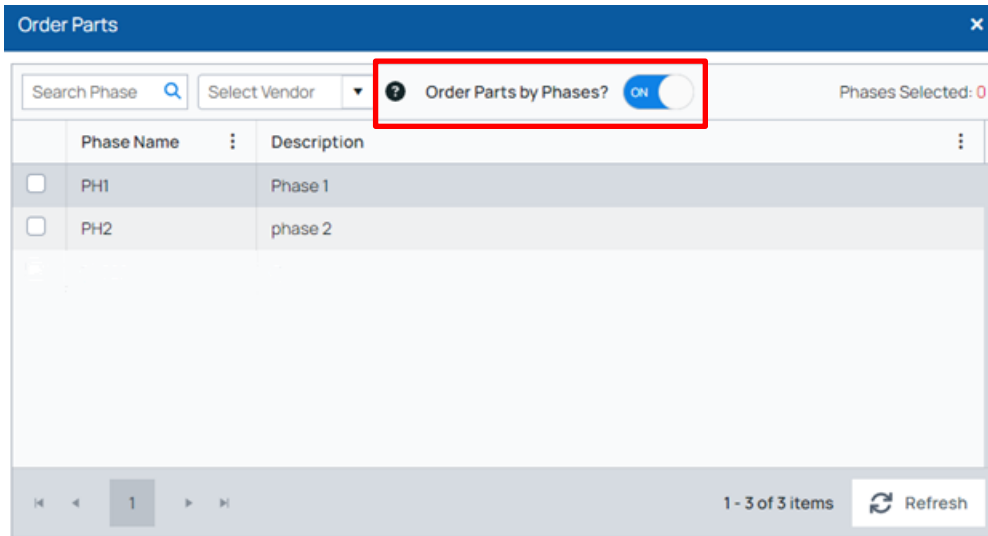 Order Parts
Search Phase Select Vendor ? Order Parts by Phases? ON Phases Selected: 0
Phase Name Description
PH1 Phase 1
PH2 phase 2
1 1 - 3 of 3 items Refresh